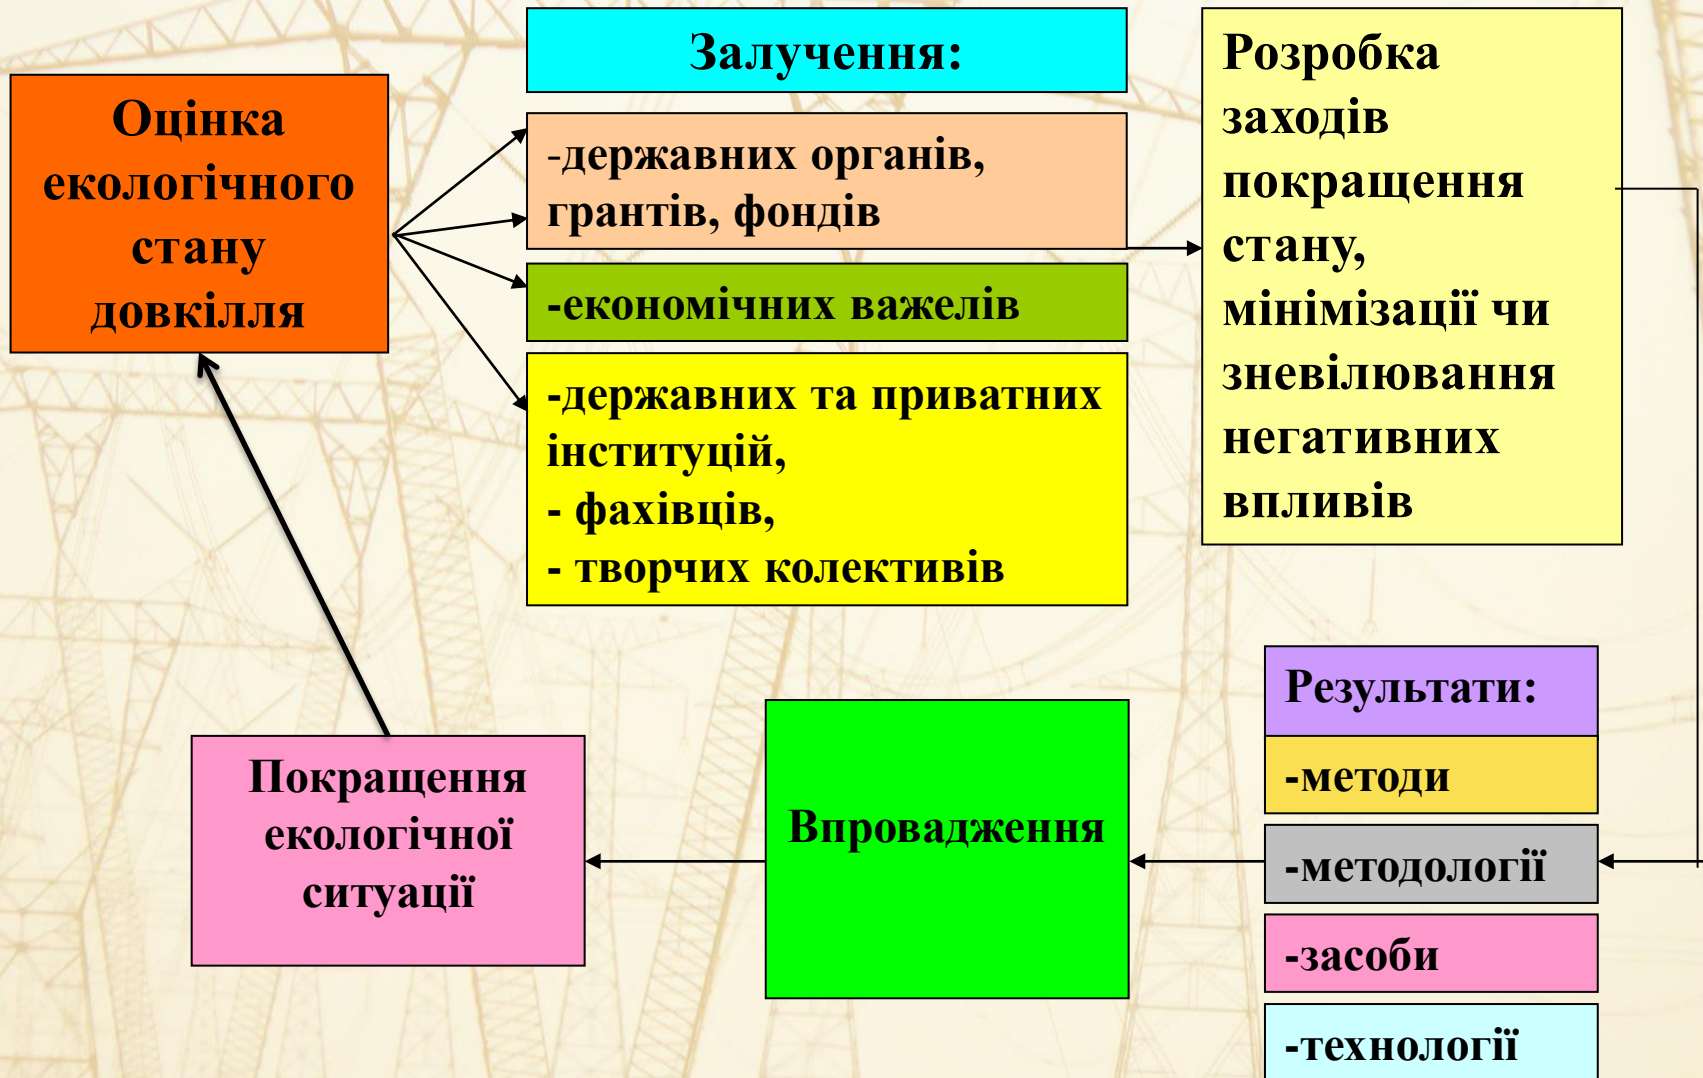 Оцінка
екологічного
стану
довкілля
Залучення:
-державних органів,
грантів, фондів
-економічних важелів
-державних та приватних
інституцій,
- фахівців,
- творчих колективів
Розробка
заходів
покращення
стану,
мінімізації чи
зневілювання
негативних
впливів
Результати:
-методи
-методології
-засоби
-технології
Впровадження
Покращення
екологічної
ситуації